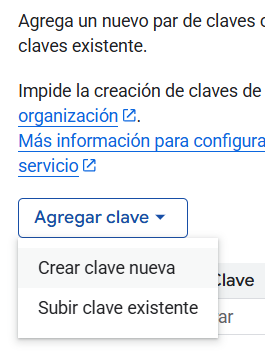 Agrega un nuevo par de claves
claves existente.
Impide la creación de claves de
organización.
Más información para configura
servicio
Agregar clave
Crear clave nueva
Clave
Subir clave existente
ar